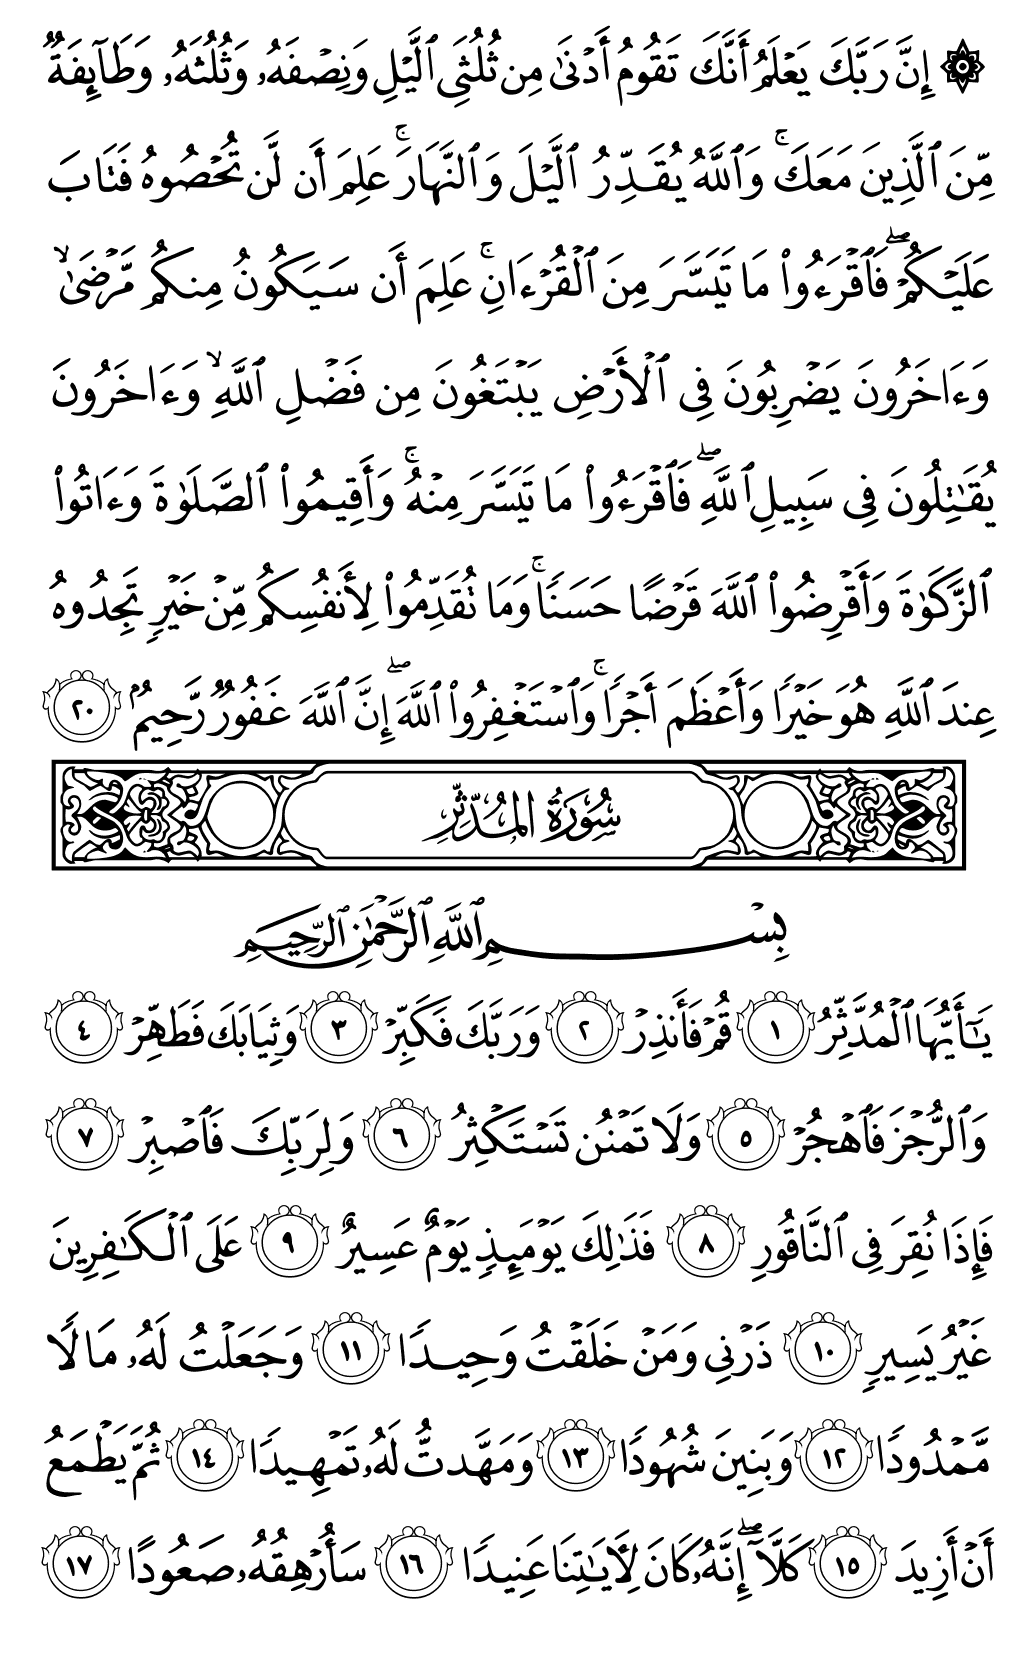 ۞ إِنَّ رَبَّكَ يَعْلَمُ أَنَّكَ تَقُومُ أَدْنَىٰ مِن ثُلُثَىِ ٱلَّيْلِ وَنِصْفَهُۥ وَثُلُثَهُۥ وَطَآئِفَةٌ
مِّنَ ٱلَّذِينَ مَعَكَ ۚ وَٱللَّهُ يُقَدِّرُ ٱلَّيْلَ وَٱلنَّهَارَ ۚ عَلِمَ أَن لَّن تُحْصُوهُ فَتَابَ
عَلَيْكُمْ ۖ فَٱقْرَءُوا۟ مَا تَيَسَّرَ مِنَ ٱلْقُرْءَانِ ۚ عَلِمَ أَن سَيَكُونُ مِنكُم مَّرْضَىٰ ۙ
وَءَاخَرُونَ يَضْرِبُونَ فِى ٱلْأَرْضِ يَبْتَغُونَ مِن فَضْلِ ٱللَّهِ ۙ وَءَاخَرُونَ
يُقَٰتِلُونَ فِى سَبِيلِ ٱللَّهِ ۖ فَٱقْرَءُوا۟ مَا تَيَسَّرَ مِنْهُ ۚ وَأَقِيمُوا۟ ٱلصَّلَوٰةَ وَءَاتُوا۟
ٱلزَّكَوٰةَ وَأَقْرِضُوا۟ ٱللَّهَ قَرْضًا حَسَنًا ۚ وَمَا تُقَدِّمُوا۟ لِأَنفُسِكُم مِّنْ خَيْرٍ تَجِدُوهُ
عِندَ ٱللَّهِ هُوَ خَيْرًا وَأَعْظَمَ أَجْرًا ۚ وَٱسْتَغْفِرُوا۟ ٱللَّهَ ۖ إِنَّ ٱللَّهَ غَفُورٌ رَّحِيمٌۢ ٢٠
سُورَةُ المُدَّثِّرِ
بِسْمِ ٱللَّهِ ٱلرَّحْمَٰنِ ٱلرَّحِيمِ
يَٰٓأَيُّهَا ٱلْمُدَّثِّرُ ١ قُمْ فَأَنذِرْ ٢ وَرَبَّكَ فَكَبِّرْ ٣ وَثِيَابَكَ فَطَهِّرْ ٤
وَٱلرُّجْزَ فَٱهْجُرْ ٥ وَلَا تَمْنُن تَسْتَكْثِرُ ٦ وَلِرَبِّكَ فَٱصْبِرْ ٧
فَإِذَا نُقِرَ فِى ٱلنَّاقُورِ ٨ فَذَٰلِكَ يَوْمَئِذٍ يَوْمٌ عَسِيرٌ ٩ عَلَى ٱلْكَٰفِرِينَ
غَيْرُ يَسِيرٍ ١٠ ذَرْنِى وَمَنْ خَلَقْتُ وَحِيدًا ١١ وَجَعَلْتُ لَهُۥ مَالًا
مَّمْدُودًا ١٢ وَبَنِينَ شُهُودًا ١٣ وَمَهَّدتُّ لَهُۥ تَمْهِيدًا ١٤ ثُمَّ يَطْمَعُ
أَنْ أَزِيدَ ١٥ كَلَّآ ۖ إِنَّهُۥ كَانَ لِـَٔايَٰتِنَا عَنِيدًا ١٦ سَأُرْهِقُهُۥ صَعُودًا ١٧